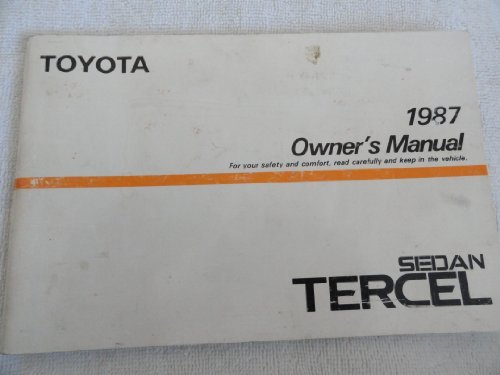 TOYOTA
1987
Owner's Manual
For your safety and comfort, read carefully and keep in the vehicle.
SEDAN
TERCEL